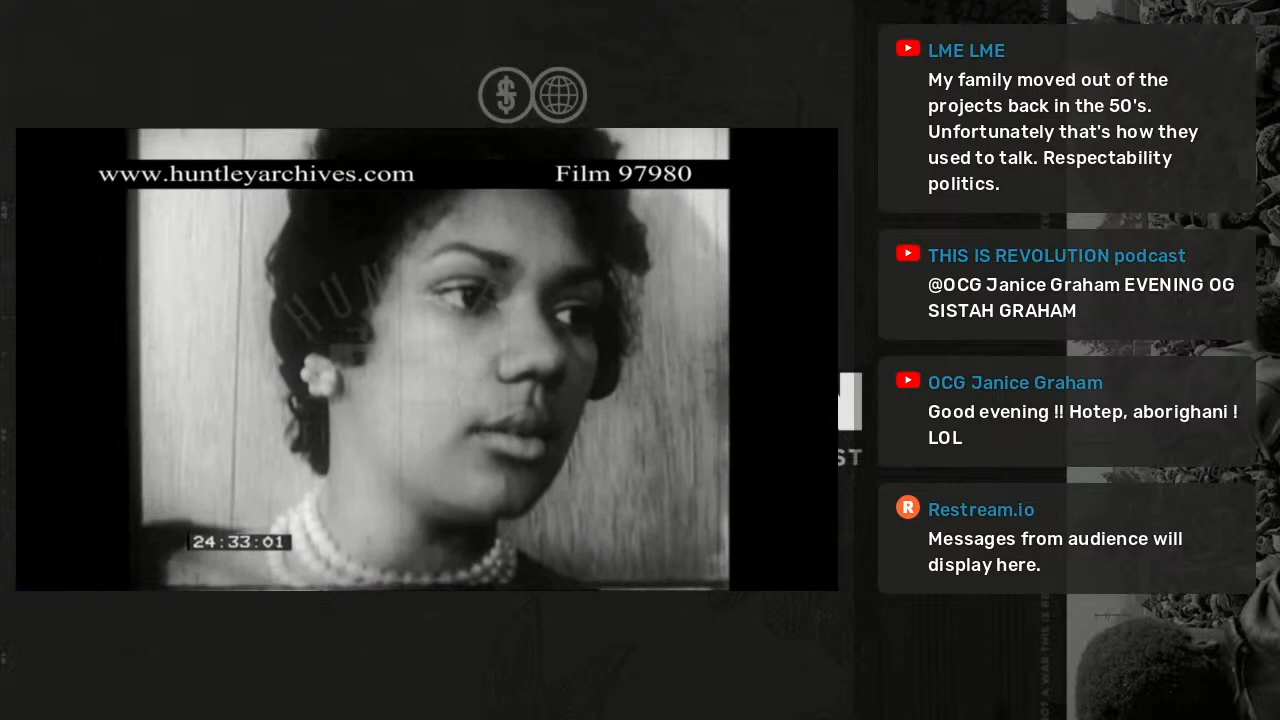 www.huntleyarchives.com Film 97980
HUN
24:33:01
ST
LME LME
My family moved out of the
projects back in the 50's.
Unfortunately that's how they
used to talk. Respectability
politics.
THIS IS REVOLUTION podcast
@OCG Janice Graham EVENING OG
SISTAH GRAHAM
OCG Janice Graham
Good evening !! Hotep, aborighani !
LOL
Restream.io
Messages from audience will
display here.